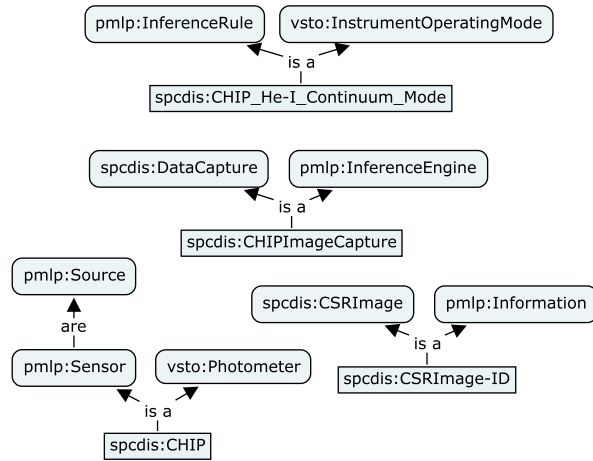 pmlp:InferenceRule
vsto:InstrumentOperatingMode
is a
spcdis:CHIP_He-I_Continuum_Mode
spcdis:DataCapture
pmlp:InferenceEngine
is a
spcdis:CHIPImageCapture
pmlp:Source
are
pmlp:Sensor
vsto:Photometer
is a
spcdis:CHIP
spcdis:CSRImage
pmlp:Information
is a
spcdis:CSRImage-ID